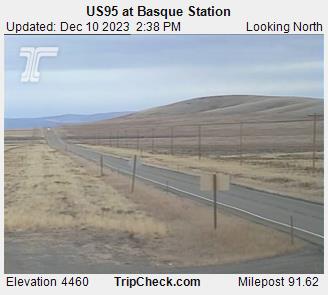 US95 at Basque Station
Updated: Dec 10 2023 2:38 PM Looking North
Elevation 4460 TripCheck.com Milepost 91.62